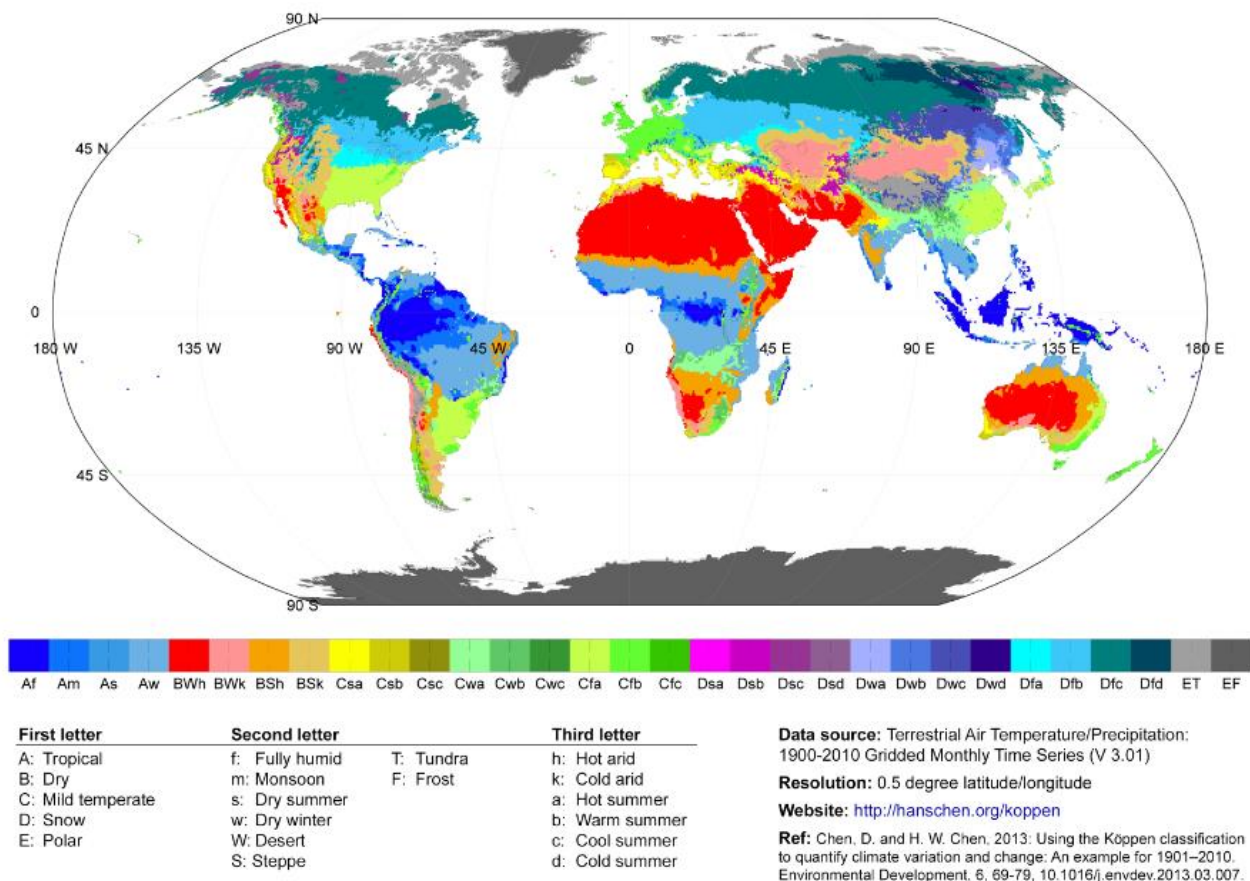 90 N
45 N
0
180 W 135 W 90 W 45 W 0 45 E 90 E 135 E 180 E
45 S
90 S
Af Am As Aw BWh BWk BSh BSk Csa Csb Csc Cwa Cwb Cwc Cfa Cfb Cfc Dsa Dsb Dsc Dsd Dwa Dwb Dwc Dwd Dfa Dfb Dfc Dfd ET EF
First letter
A: Tropical
B: Dry
C: Mild temperate
D: Snow
E: Polar
Second letter
f: Fully humid
m: Monsoon
s: Dry summer
w: Dry winter
W: Desert
S: Steppe
T: Tundra
F: Frost
Third letter
h: Hot arid
k: Cold arid
a: Hot summer
b: Warm summer
c: Cool summer
d: Cold summer
Data source: Terrestrial Air Temperature/Precipitation:
1900-2010 Gridded Monthly Time Series (V 3.01)
Resolution: 0.5 degree latitude/longitude
Website: http://hanschen.org/koppen
Ref: Chen, D. and H. W. Chen, 2013: Using the Köppen classification
to quantify climate variation and change: An example for 1901–2010.
Environmental Development, 6, 69-79, 10.1016/j.envdev.2013.03.007.